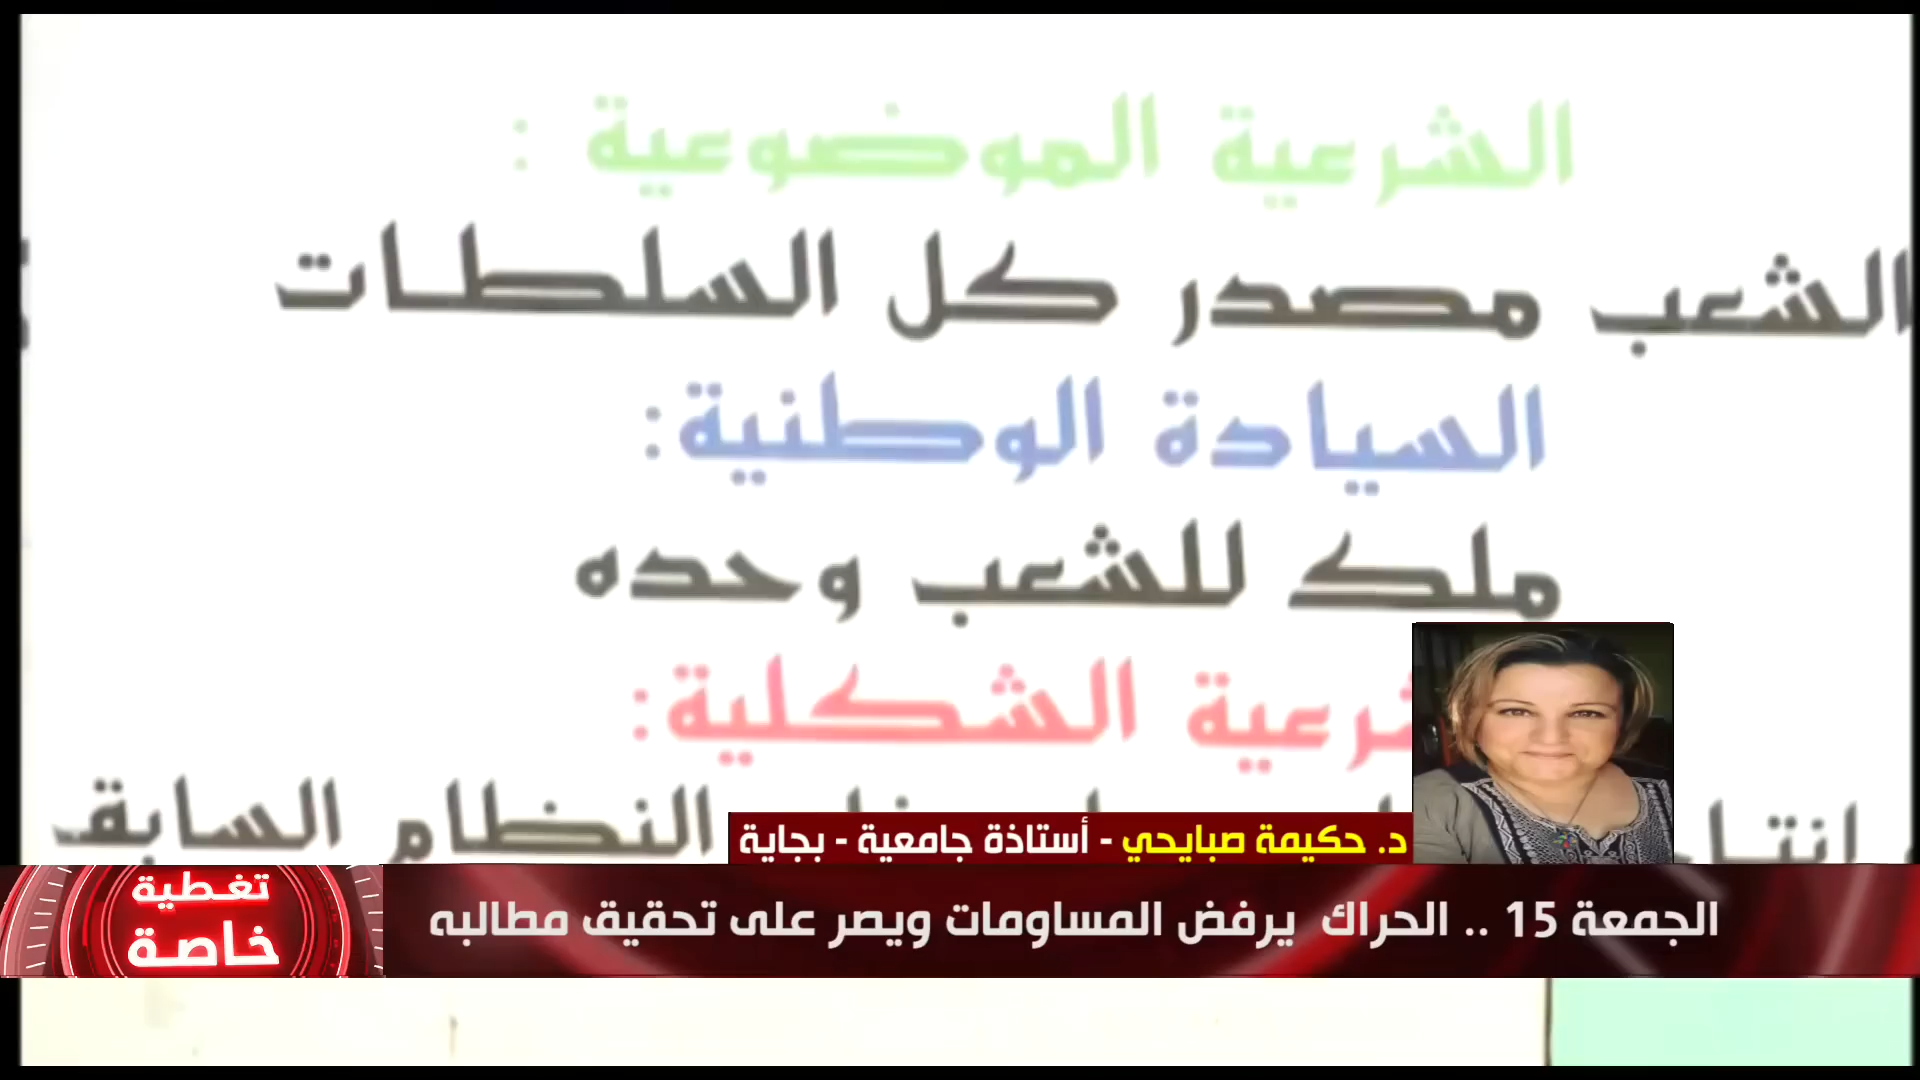 الشرعية الموضوعية :
الشعب مصدر كل السلطات
السيادة الوطنية:
ملك للشعب وحده
الشكلية:
النظام السابق
د. حكيمة صبايحي - أستاذة جامعية - بجاية
الجمعة 15 .. الحراك يرفض المساومات ويصر على تحقيق مطالبه
تغطية
خاصة